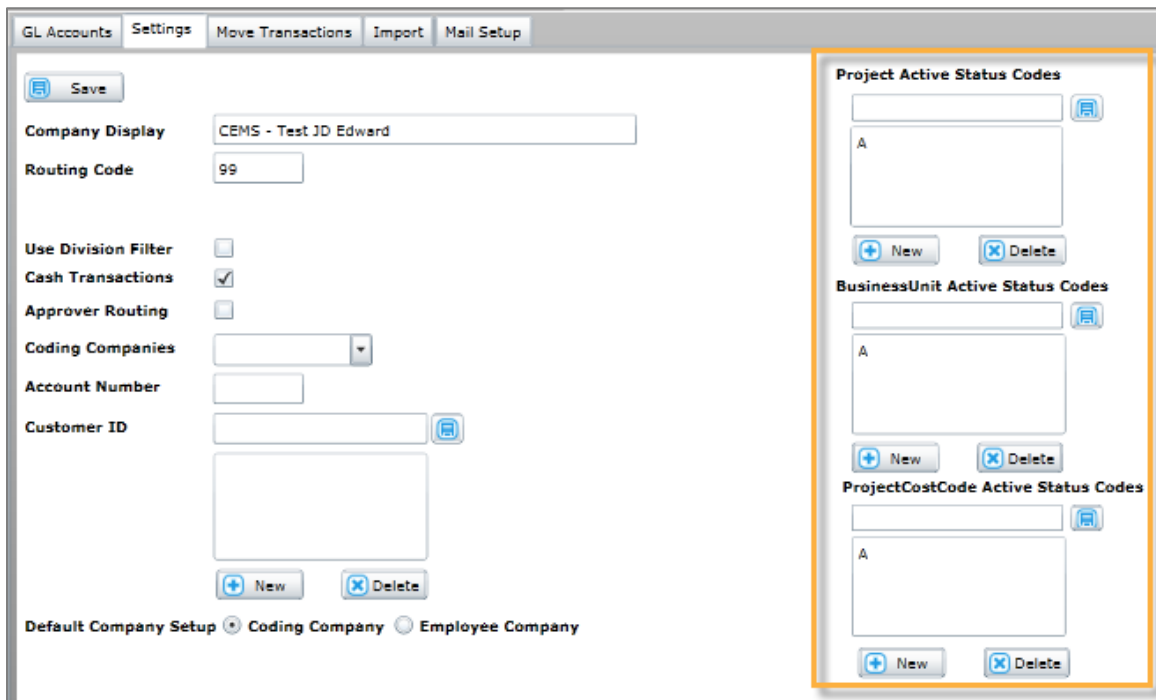 GL Accounts Settings Move Transactions Import Mail Setup
Save
Company Display CEMS - Test JD Edward
Routing Code 99
Use Division Filter
Cash Transactions
Approver Routing
Coding Companies
Account Number
Customer ID
New Delete
Default Company Setup Coding Company Employee Company
Project Active Status Codes
A
New Delete
BusinessUnit Active Status Codes
A
New Delete
ProjectCostCode Active Status Codes
A
New Delete